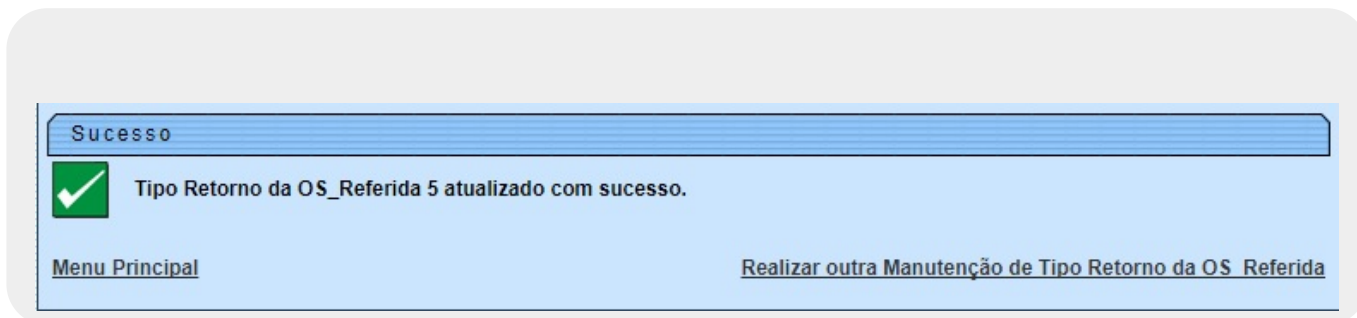 Sucesso
Tipo Retorno da OS_Referida 5 atualizado com sucesso.
Menu Principal
Realizar outra Manutenção de Tipo Retorno da OS_Referida